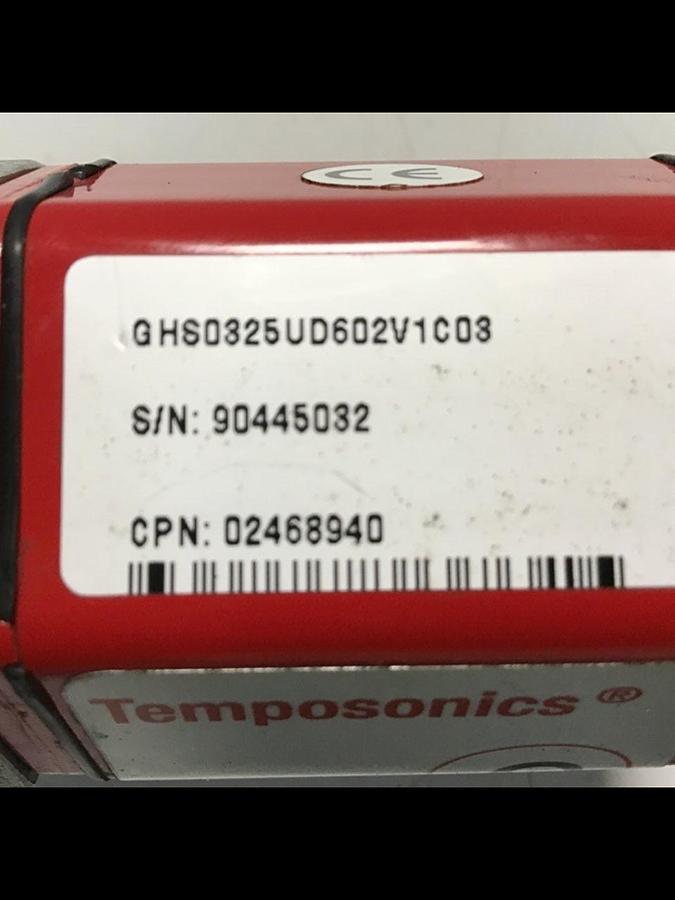 CE
GHS0325UD602V1C03
S/N: 90445032
CPN: 02468940
Temposonics ®